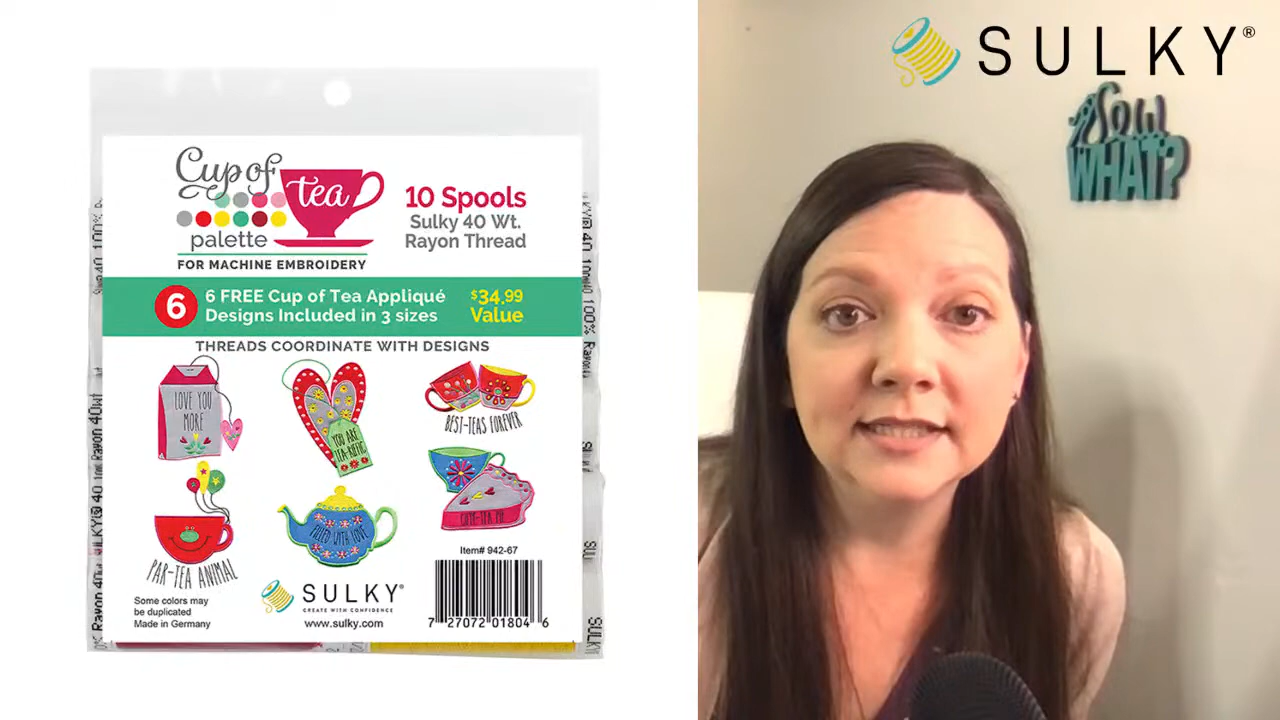 Cup of
tea
palette
FOR MACHINE EMBROIDERY
10 Spools
Sulky 40 Wt.
Rayon Thread
6
6 FREE Cup of Tea Appliqué
Designs Included in 3 sizes
$34.99
Value
THREADS COORDINATE WITH DESIGNS
LOVE YOU
MORE
YOU ARE
TEA-RIFFIC
BEST-TEAS FOREVER
PAR-TEA ANIMAL
FILLED WITH LOVE
CUTE-TEA PIE
Some colors may
be duplicated
Made in Germany
SULKY®
CREATE WITH CONFIDENCE
www.sulky.com
Item# 942-67
7 27072 01804 6
SULKY®
Sew
WHAT?